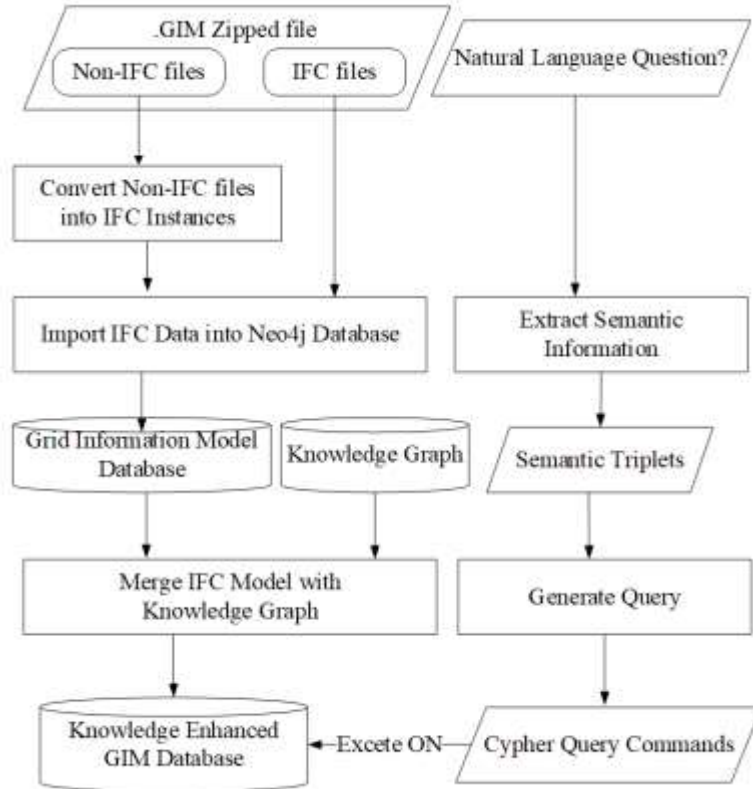 .GIM Zipped file
Non-IFC files
IFC files
Natural Language Question?
Convert Non-IFC files
into IFC Instances
Import IFC Data into Neo4j Database
Extract Semantic
Information
Grid Information Model
Database
Knowledge Graph
Semantic Triplets
Merge IFC Model with
Knowledge Graph
Generate Query
Knowledge Enhanced
GIM Database
Excete ON
Cypher Query Commands